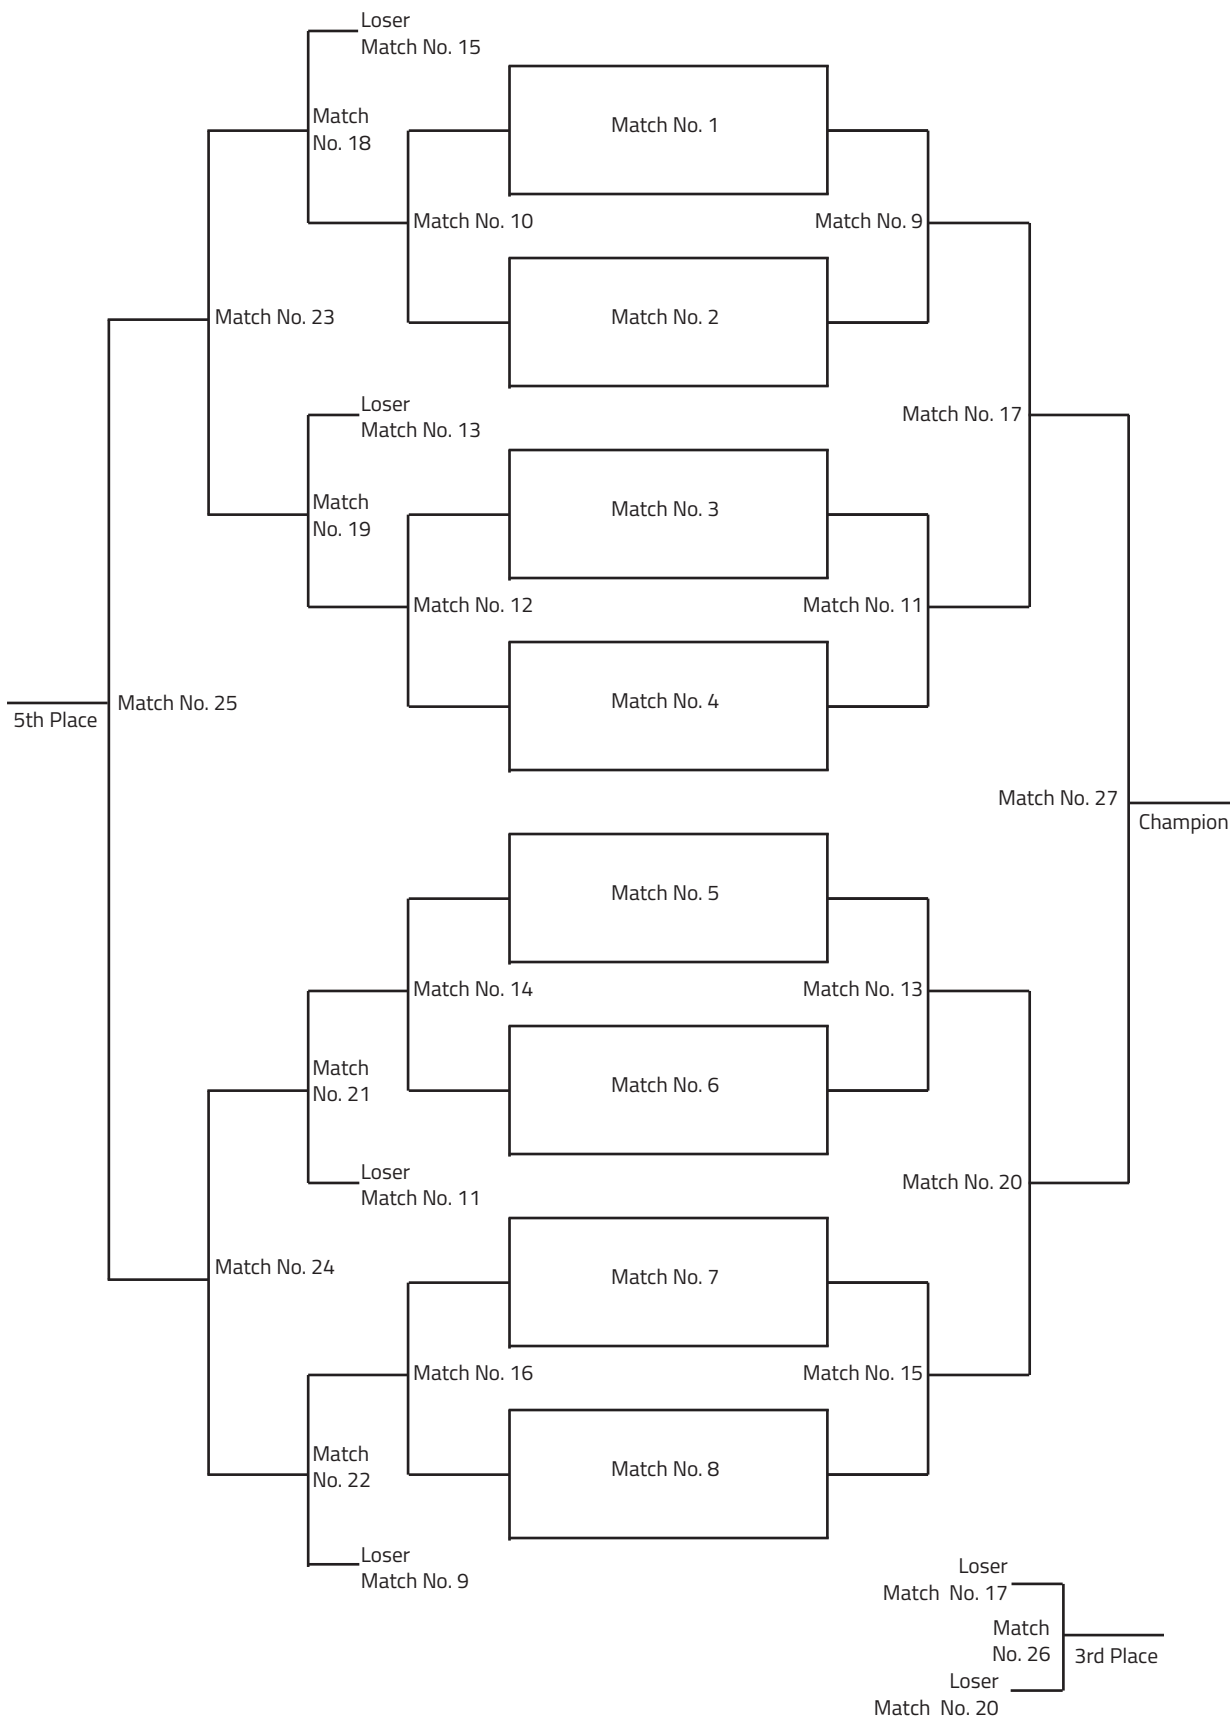 Loser
Match No. 15
Match
No. 18
Match No. 1
Match No. 10
Match No. 9
Match No. 2
Match No. 23
Loser
Match No. 13
Match No. 17
Match
No. 19
Match No. 3
Match No. 12
Match No. 11
Match No. 4
Match No. 25
5th Place
Match No. 27
Champion
Match No. 5
Match No. 14
Match No. 13
Match
No. 21
Match No. 6
Loser
Match No. 11
Match No. 20
Match No. 24
Match No. 7
Match No. 16
Match No. 15
Match
No. 22
Match No. 8
Loser
Match No. 9
Loser
Match No. 17
Match
No. 26
3rd Place
Loser
Match No. 20